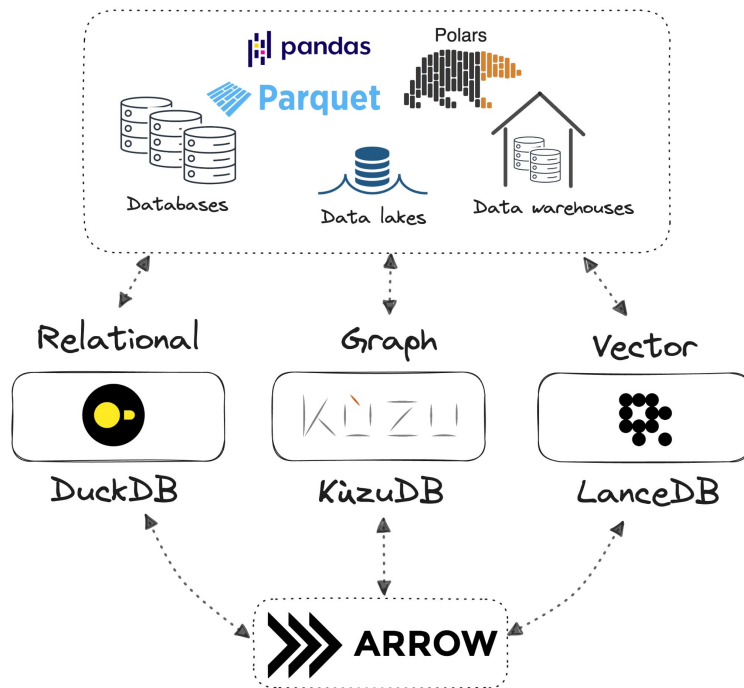 pandas
Polars
Parquet
Databases
Data lakes
Data warehouses
Relational
Graph
Vector
Kùzu
DuckDB
KùzuDB
LanceDB
ARROW